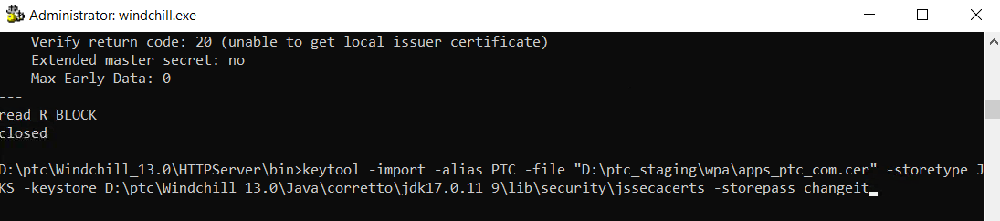 Administrator: windchill.exe
Verify return code: 20 (unable to get local issuer certificate)
Extended master secret: no
Max Early Data: 0
---
read R BLOCK
closed
D:\ptc\Windchill_13.0\HTTPServer\bin>keytool -import -alias PTC -file "D:\ptc_staging\wpa\apps_ptc_com.cer" -storetype J
KS -keystore D:\ptc\Windchill_13.0\Java\corretto\jdk17.0.11_9\lib\security\jssecacerts -storepass changeit